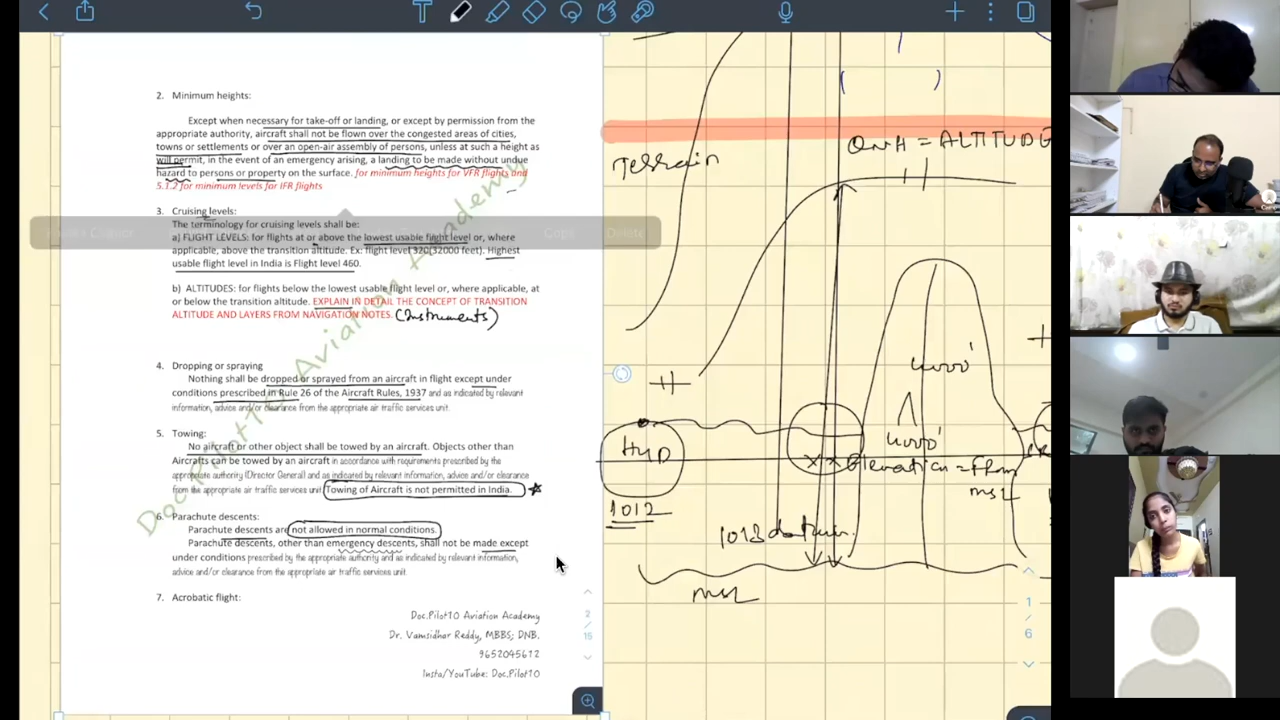 2. Minimum heights:
Except when necessary for take-off or landing, or except by permission from the
appropriate authority, aircraft shall not be flown over the congested areas of cities,
towns or settlements or over an open-air assembly of persons, unless at such a height as
will permit, in the event of an emergency arising, a landing to be made without undue
hazard to persons or property on the surface. for minimum heights for VFR flights and
5.1.2 for minimum levels for IFR flights
3. Cruising levels:
The terminology for cruising levels shall be:
a) FLIGHT LEVELS: for flights at or above the lowest usable flight level or, where
applicable, above the transition altitude. Ex: flight level 320(32000 feet). Highest
usable flight level in India is Flight level 460.
b) ALTITUDES: for flights below the lowest usable flight level or, where applicable, at
or below the transition altitude. EXPLAIN IN DETAIL THE CONCEPT OF TRANSITION
ALTITUDE AND LAYERS FROM NAVIGATION NOTES. (Instruments)
4. Dropping or spraying
Nothing shall be dropped or sprayed from an aircraft in flight except under
conditions prescribed in Rule 26 of the Aircraft Rules, 1937 and as indicated by relevant
information, advice and/or clearance from the appropriate air traffic services unit.
5. Towing:
No aircraft or other object shall be towed by an aircraft. Objects other than
Aircrafts can be towed by an aircraft in accordance with requirements prescribed by the
appropriate authority (Director General) and as indicated by relevant information, advice and/or clearance
from the appropriate air traffic services unit Towing of Aircraft is not permitted in India.
6. Parachute descents:
Parachute descents are not allowed in normal conditions.
Parachute descents, other than emergency descents, shall not be made except
under conditions prescribed by the appropriate authority and as indicated by relevant information,
advice and/or clearance from the appropriate air traffic services unit.
7. Acrobatic flight:
Doc.Pilot70 Aviation Academy
Doc.Pilot70 Aviation Academy
Dr. Vamsidhar Reddy, MBBS; DNB,
9652045612
Insta/YouTube: Doc.Pilot70
2
/
15
Copy
Delete
Terrain
QNH = ALTITUDE
4000'
4000'
HYD
1012
Elevation = from
msL
1013 datum.
msL
1
/
6